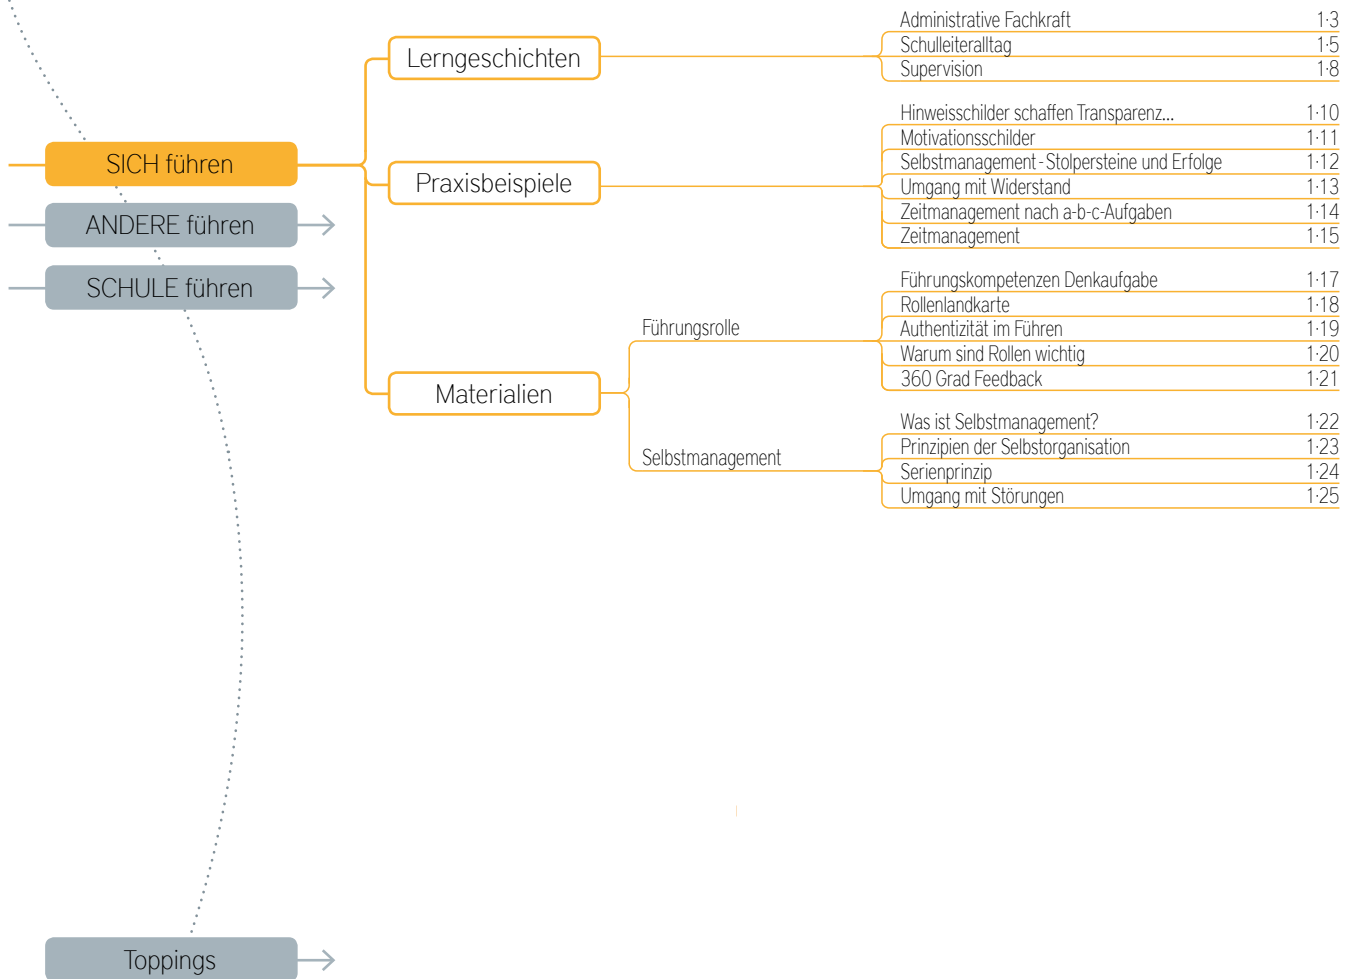 SICH führen
ANDERE führen
SCHULE führen
Toppings
Lerngeschichten
Administrative Fachkraft 1·3
Schulleiteralltag 1·5
Supervision 1·8
Praxisbeispiele
Hinweisschilder schaffen Transparenz... 1·10
Motivationsschilder 1·11
Selbstmanagement - Stolpersteine und Erfolge 1·12
Umgang mit Widerstand 1·13
Zeitmanagement nach a-b-c-Aufgaben 1·14
Zeitmanagement 1·15
Materialien
Führungsrolle
Führungskompetenzen Denkaufgabe 1·17
Rollenlandkarte 1·18
Authentizität im Führen 1·19
Warum sind Rollen wichtig 1·20
360 Grad Feedback 1·21
Selbstmanagement
Was ist Selbstmanagement? 1·22
Prinzipien der Selbstorganisation 1·23
Serienprinzip 1·24
Umgang mit Störungen 1·25